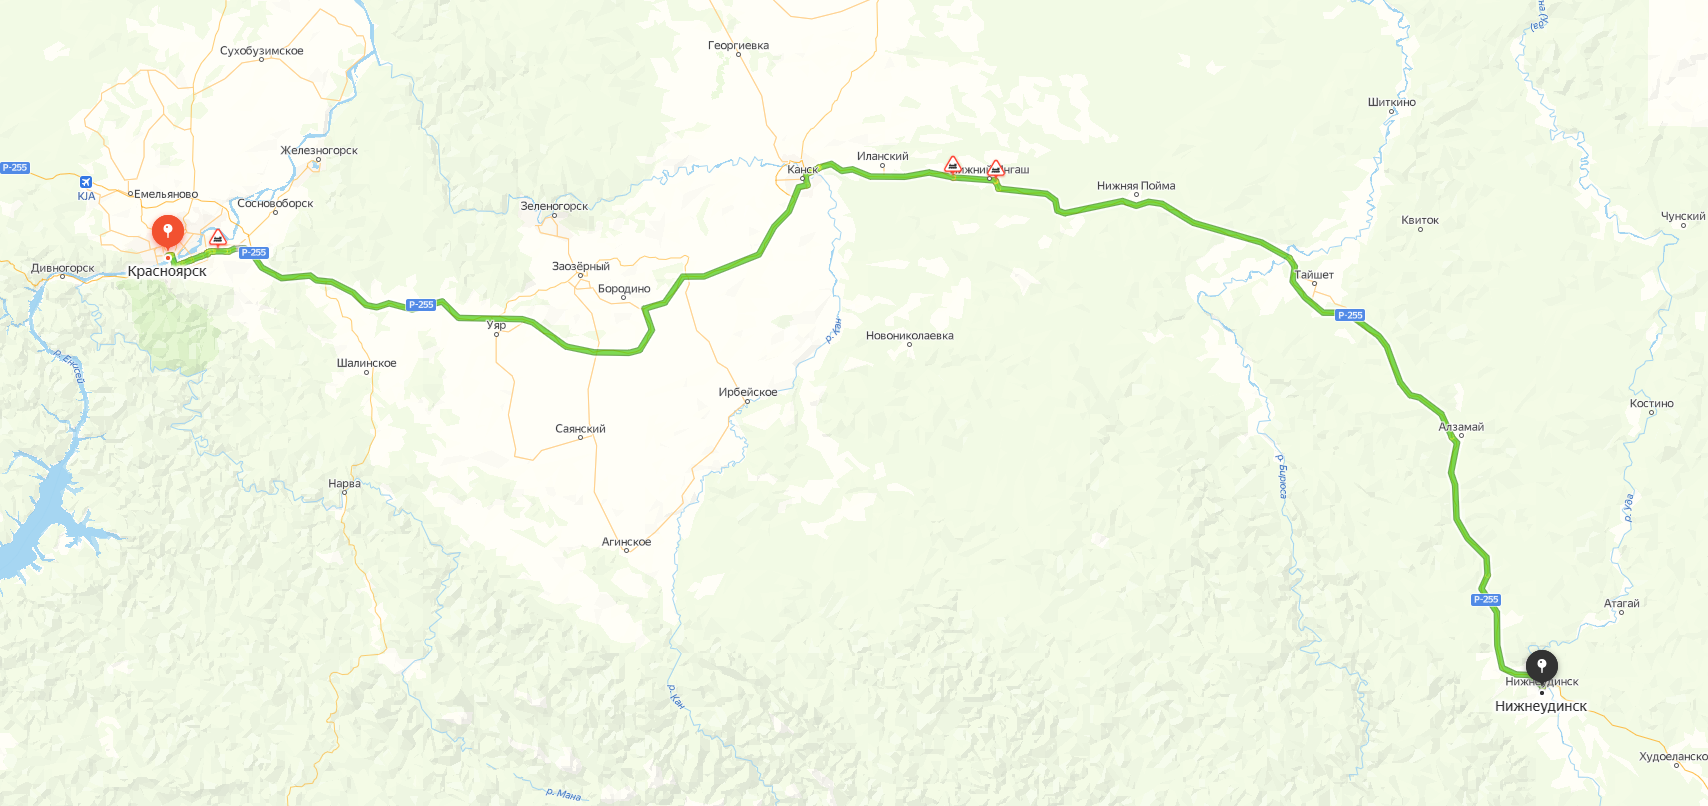 Сухобузимское
Георгиевка
Шиткино
Железногорск
Иланский
Р-255
Канск
KJA
Емельяново
Нижняя Пойма
Сосновоборск
Зеленогорск
Квиток
Чунский
Р-255
Дивногорск
Красноярск
Заозёрный
Тайшет
Бородино
Р-255
Р-255
Уяр
р. Кан
Новониколаевка
р. Енисей
Шалинское
Ирбейское
Костино
Саянский
Алзамай
р. Бирюса
Нарва
р. Уда
Агинское
Р-255
Атагай
Нижнеудинск
р. Кан
Нижнеудинск
Худоеланско
р. Мана